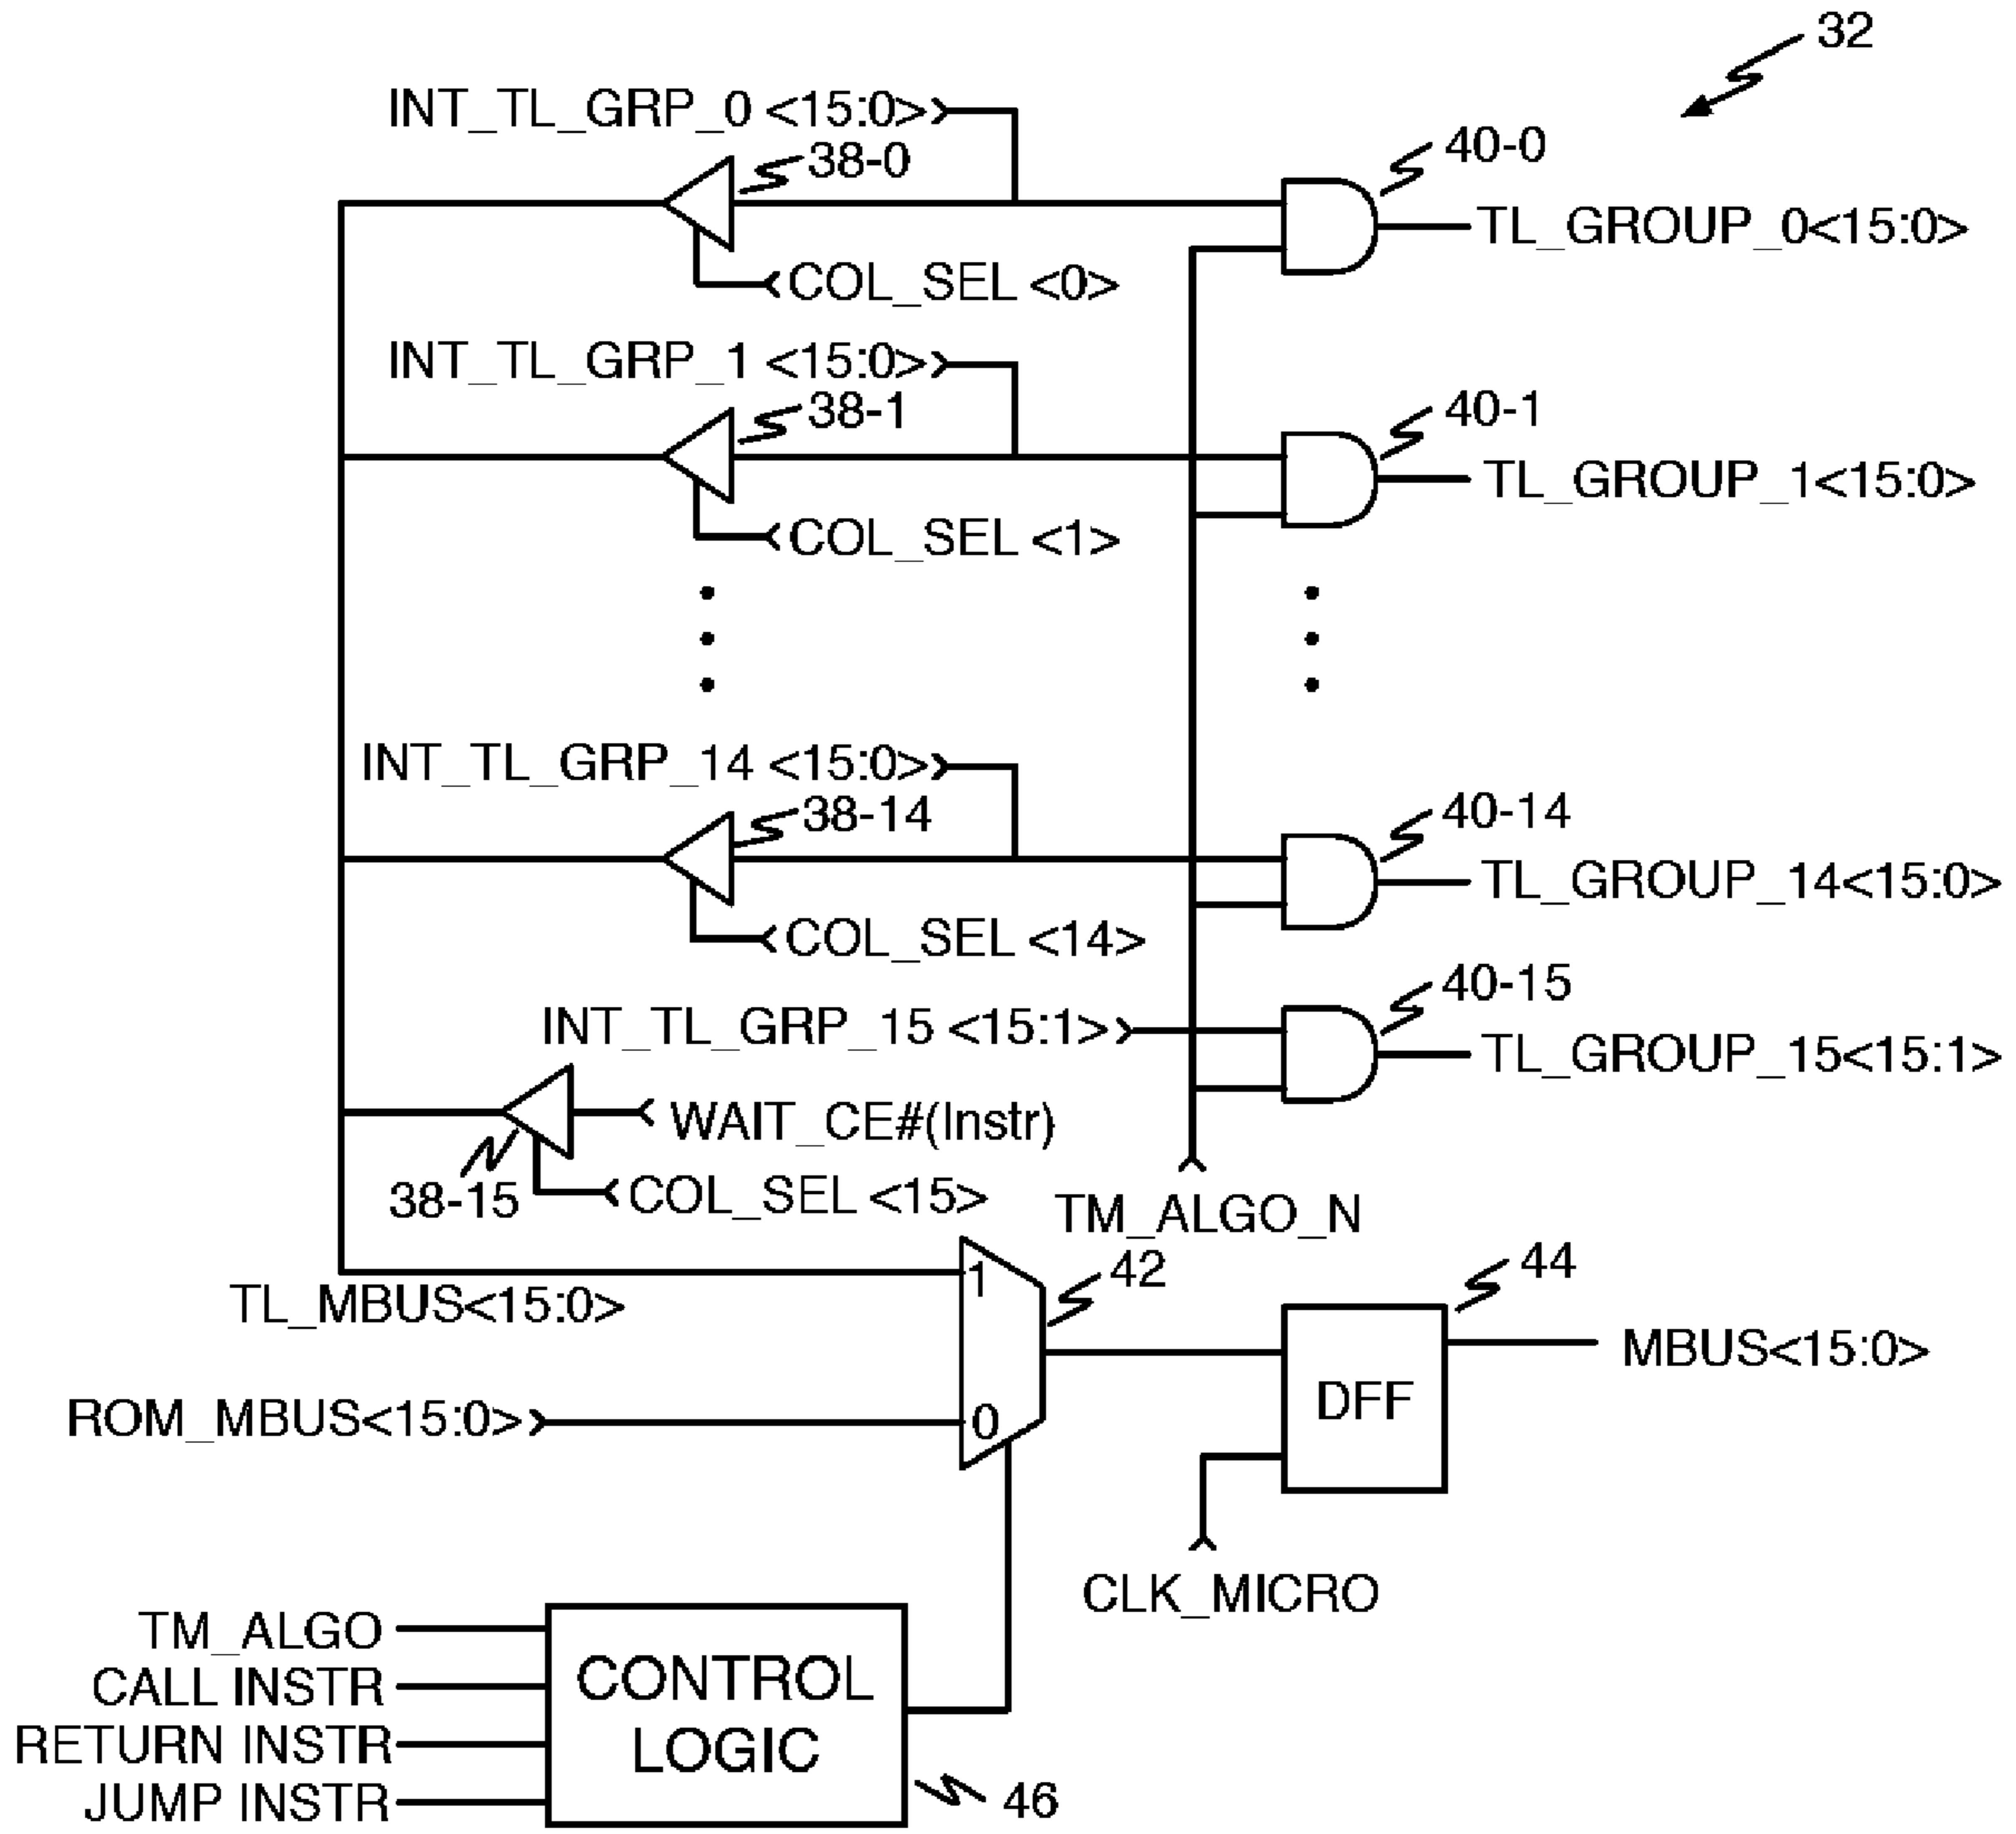 32
INT_TL_GRP_0 <15:0>
38-0
40-0
TL_GROUP_0<15:0>
COL_SEL <0>
INT_TL_GRP_1 <15:0>
38-1
40-1
TL_GROUP_1<15:0>
COL_SEL <1>
INT_TL_GRP_14 <15:0>
38-14
40-14
TL_GROUP_14<15:0>
COL_SEL <14>
40-15
INT_TL_GRP_15 <15:1>
TL_GROUP_15<15:1>
WAIT_CE#(Instr)
38-15
COL_SEL <15>
TM_ALGO_N
42
44
1
TL_MBUS<15:0>
MBUS<15:0>
DFF
ROM_MBUS<15:0>
0
CLK_MICRO
TM_ALGO
CALL INSTR
RETURN INSTR
JUMP INSTR
CONTROL
LOGIC
46